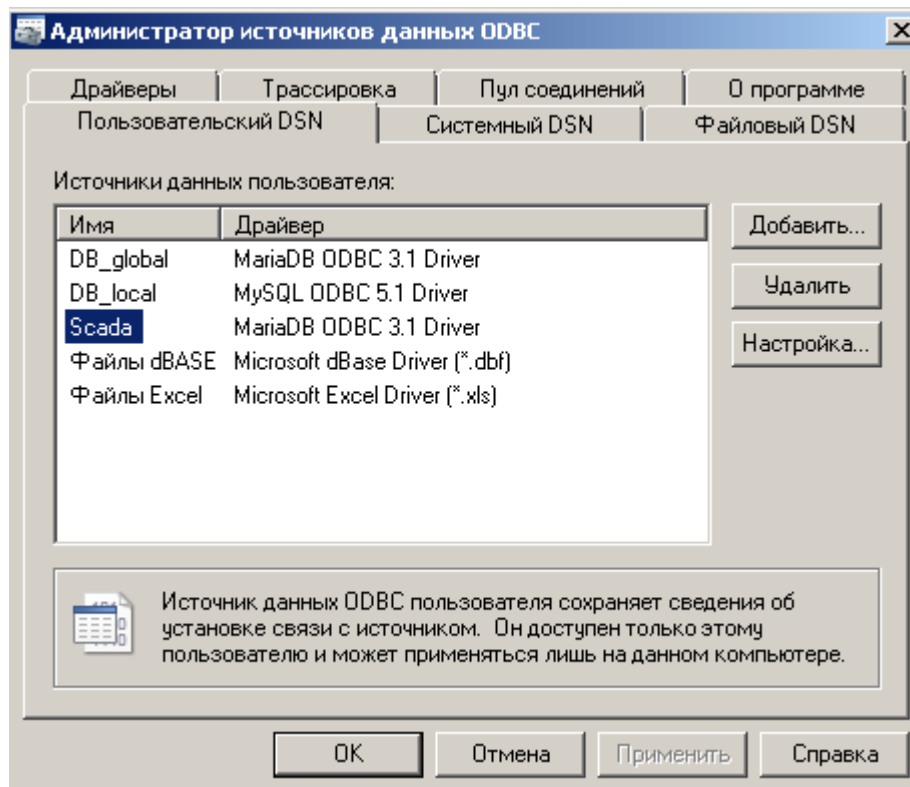 Администратор источников данных ODBC
Драйверы Трассировка Пул соединений О программе
Пользовательский DSN Системный DSN Файловый DSN
Источники данных пользователя:
Имя Драйвер
DB_global MariaDB ODBC 3.1 Driver
DB_local MySQL ODBC 5.1 Driver
Scada MariaDB ODBC 3.1 Driver
Файлы dBASE Microsoft dBase Driver (*.dbf)
Файлы Excel Microsoft Excel Driver (*.xls)
Добавить...
Удалить
Настройка...
Источник данных ODBC пользователя сохраняет сведения об
установке связи с источником. Он доступен только этому
пользователю и может применяться лишь на данном компьютере.
OK Отмена Применить Справка